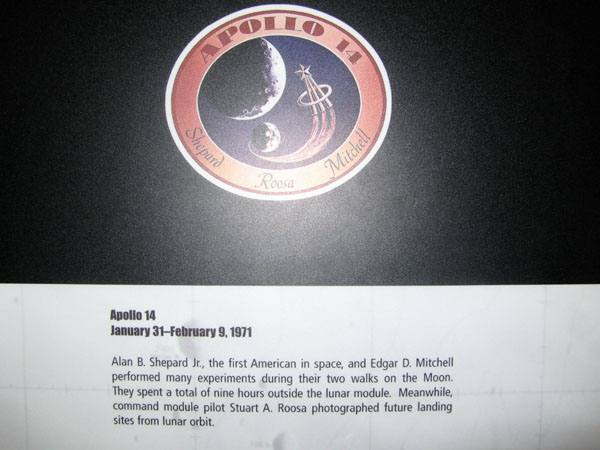 APOLLO 14
Shepard
Roosa
Mitchell
Apollo 14
January 31–February 9, 1971
Alan B. Shepard Jr., the first American in space, and Edgar D. Mitchell
performed many experiments during their two walks on the Moon.
They spent a total of nine hours outside the lunar module. Meanwhile,
command module pilot Stuart A. Roosa photographed future landing
sites from lunar orbit.